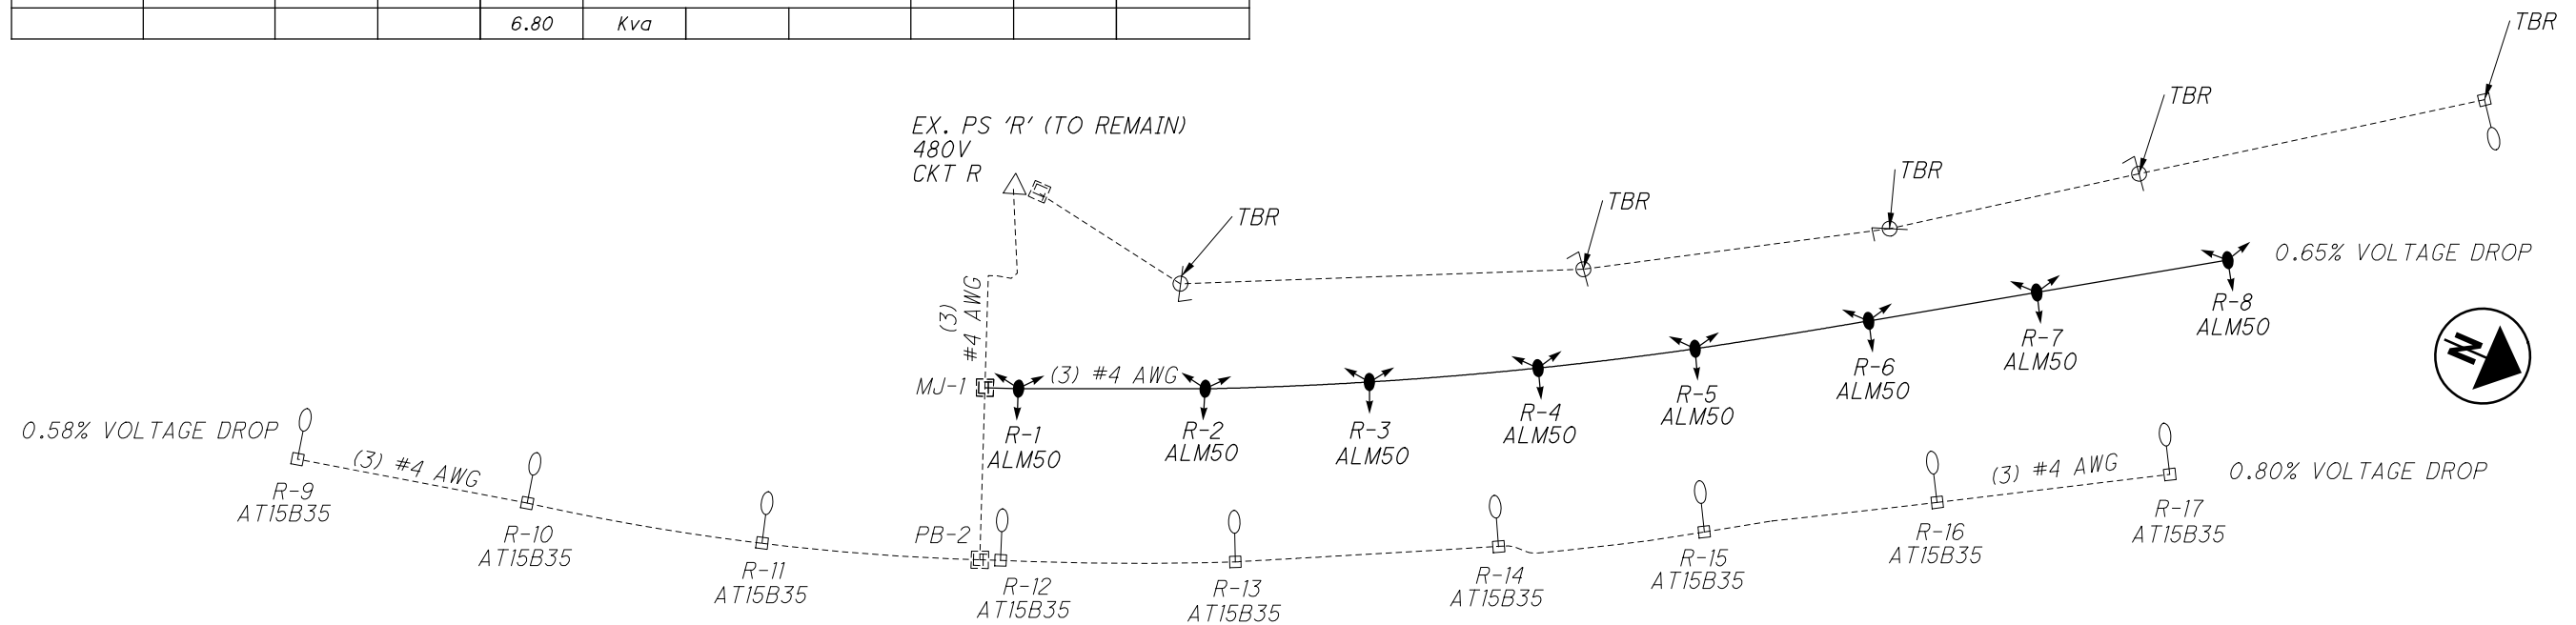 6.80 Kva
TBR
TBR
EX. PS 'R' (TO REMAIN)
480V
CKT R
TBR
TBR
TBR
0.65% VOLTAGE DROP
(3)
#4 AWG
R-8
ALM50
N
R-7
ALM50
R-6
ALM50
MJ-1
(3) #4 AWG
R-5
ALM50
R-4
ALM50
R-3
ALM50
R-2
ALM50
R-1
ALM50
0.58% VOLTAGE DROP
(3) #4 AWG
(3) #4 AWG
0.80% VOLTAGE DROP
R-9
AT15B35
R-10
AT15B35
R-11
AT15B35
PB-2
R-12
AT15B35
R-13
AT15B35
R-14
AT15B35
R-15
AT15B35
R-16
AT15B35
R-17
AT15B35